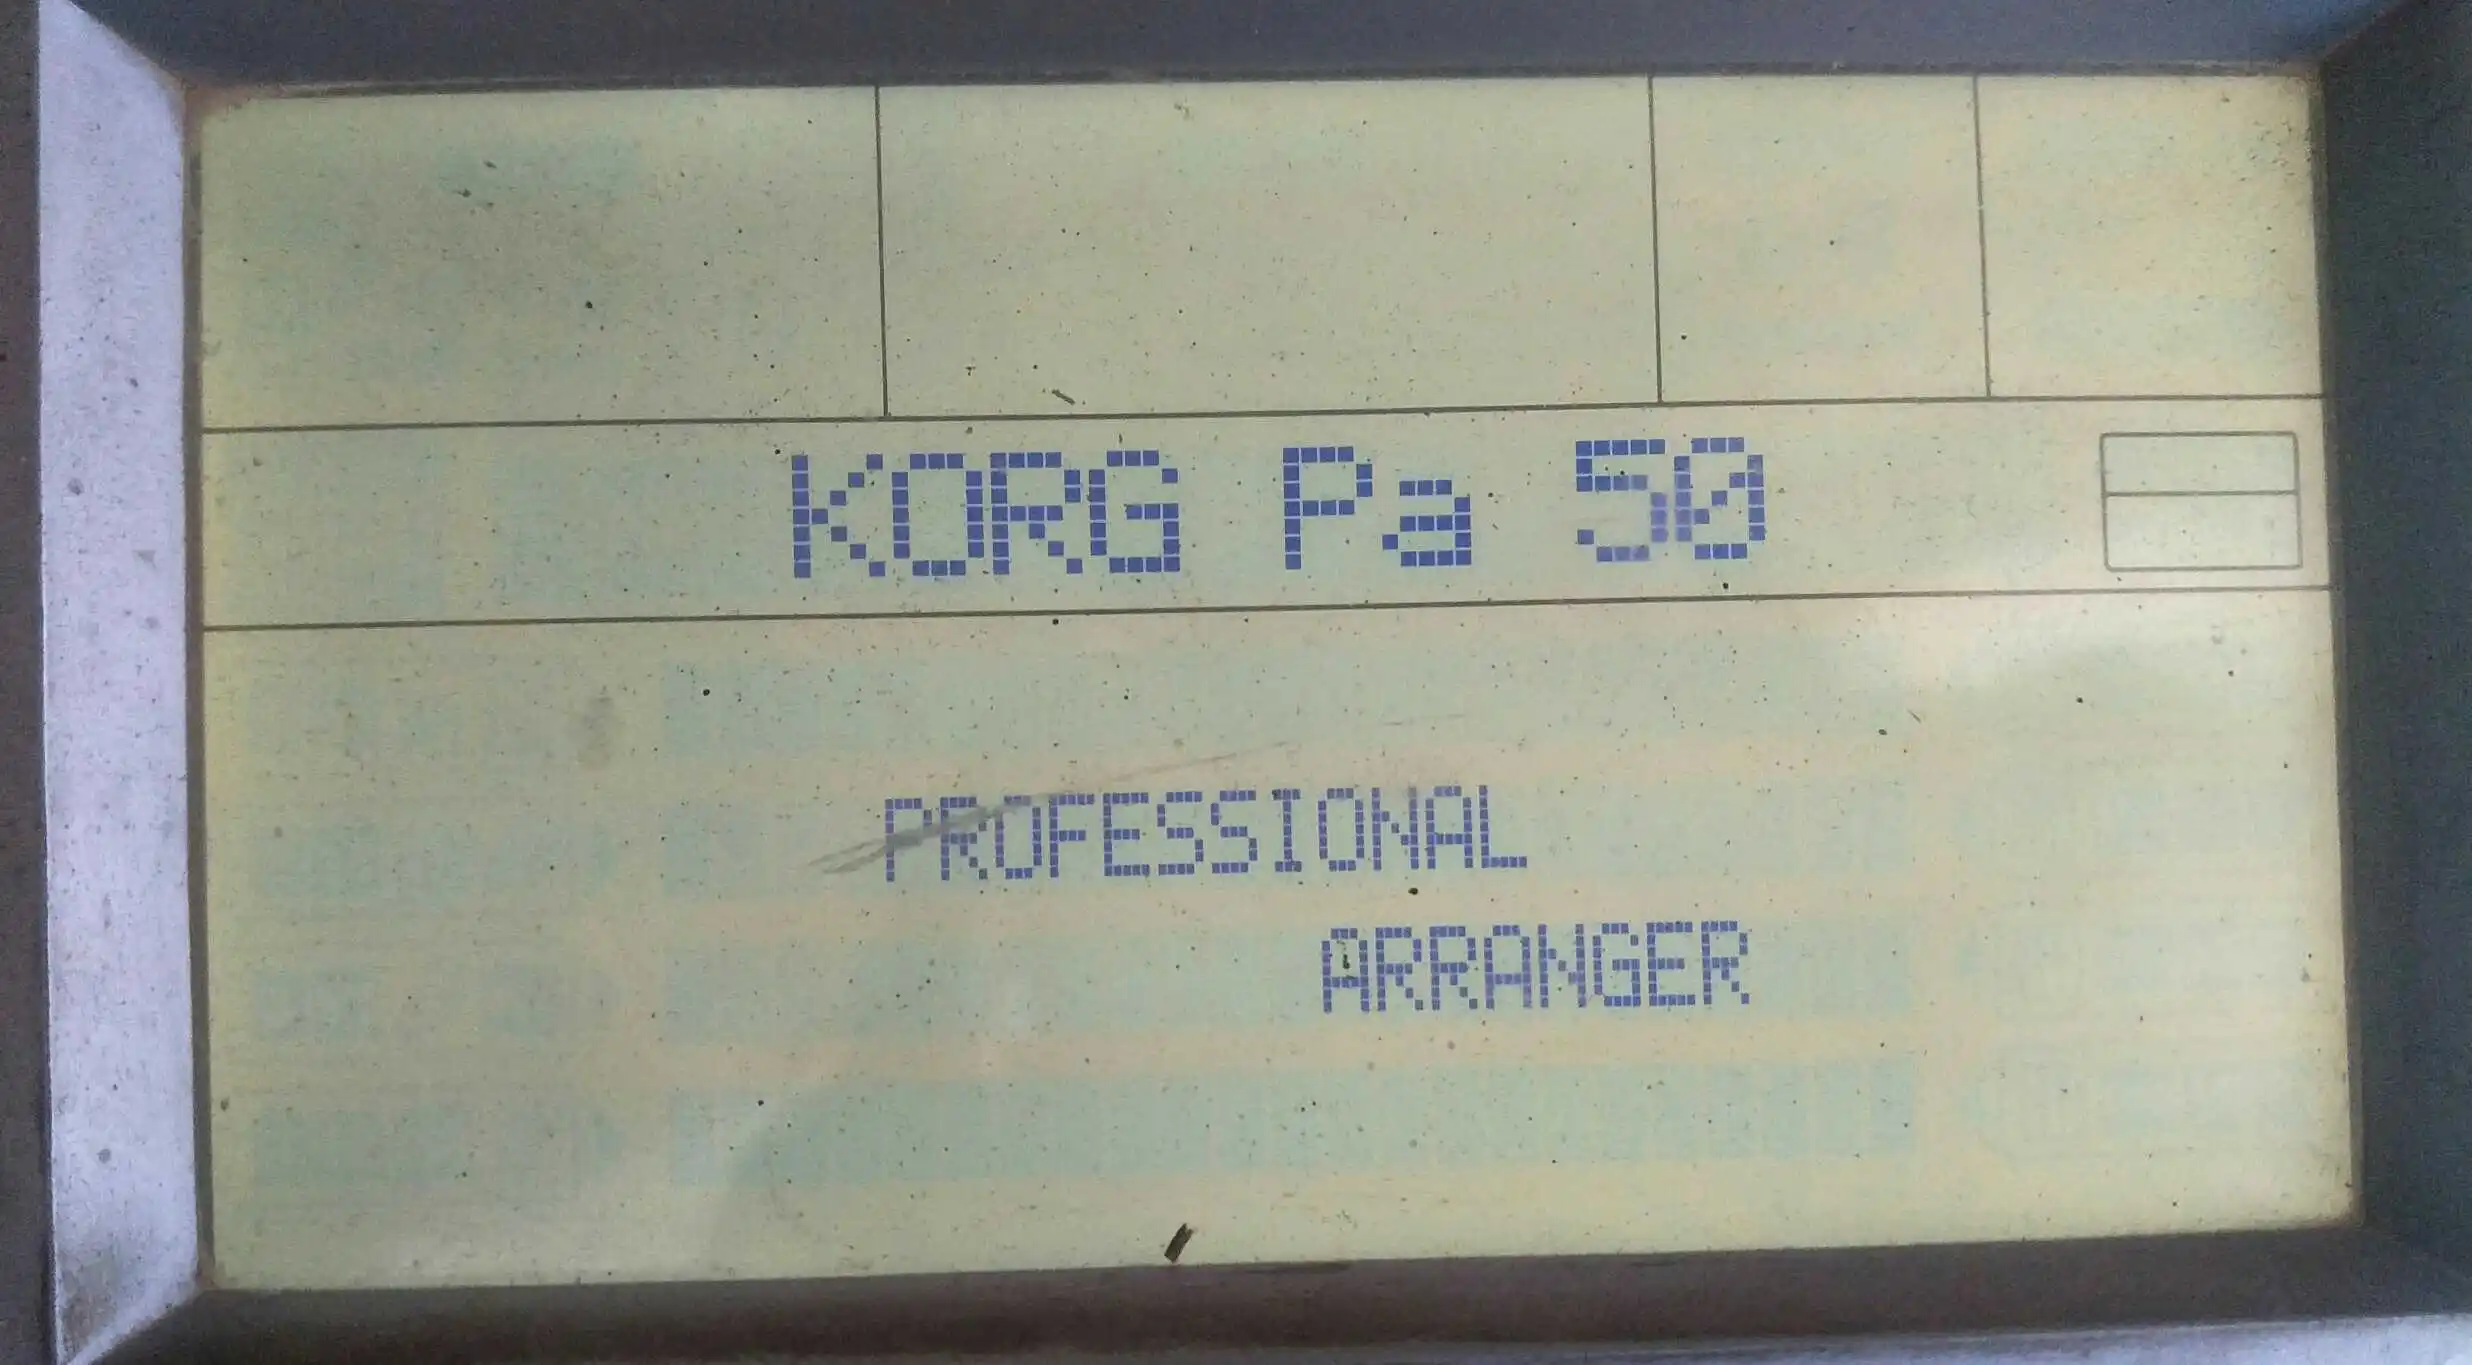 KORG Pa 50
PROFESSIONAL
ARRANGER